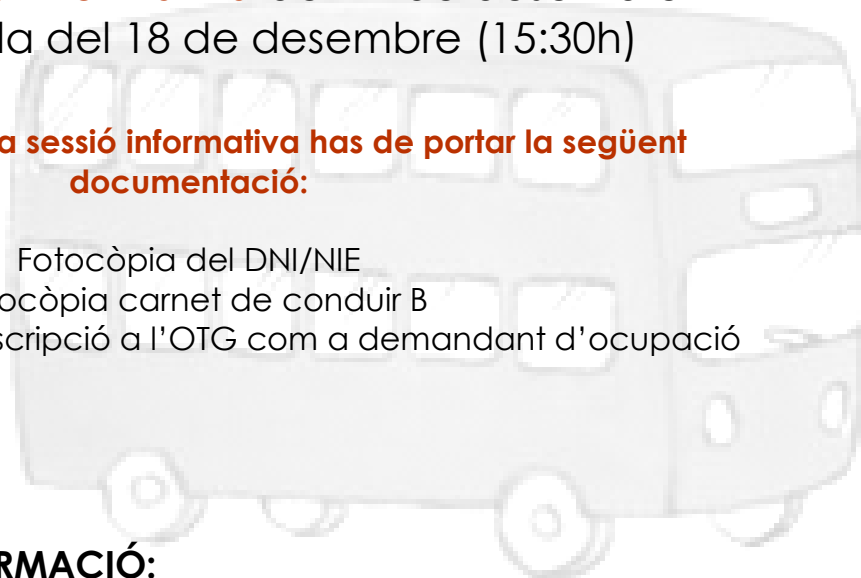 da del 18 de desembre (15:30h)
a sessió informativa has de portar la següent
documentació:
Fotocòpia del DNI/NIE
ocòpia carnet de conduir B
scripció a l’OTG com a demandant d’ocupació
RMACIÓ: